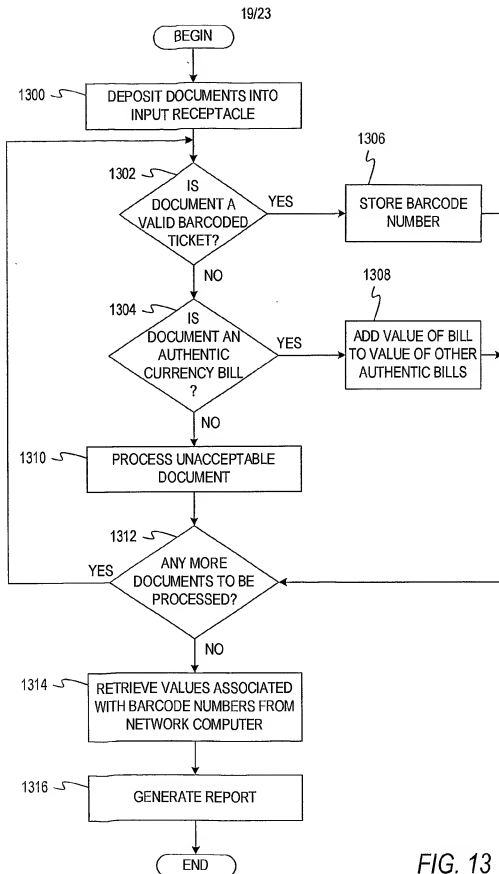 19/23
BEGIN
1300
DEPOSIT DOCUMENTS INTO
INPUT RECEPTACLE
1302
IS
DOCUMENT A
VALID BARCODED
TICKET?
YES
1306
STORE BARCODE
NUMBER
NO
1304
IS
DOCUMENT AN
AUTHENTIC
CURRENCY BILL
?
YES
1308
ADD VALUE OF BILL
TO VALUE OF OTHER
AUTHENTIC BILLS
NO
1310
PROCESS UNACCEPTABLE
DOCUMENT
1312
YES
ANY MORE
DOCUMENTS TO BE
PROCESSED?
NO
1314
RETRIEVE VALUES ASSOCIATED
WITH BARCODE NUMBERS FROM
NETWORK COMPUTER
1316
GENERATE REPORT
END
FIG. 13